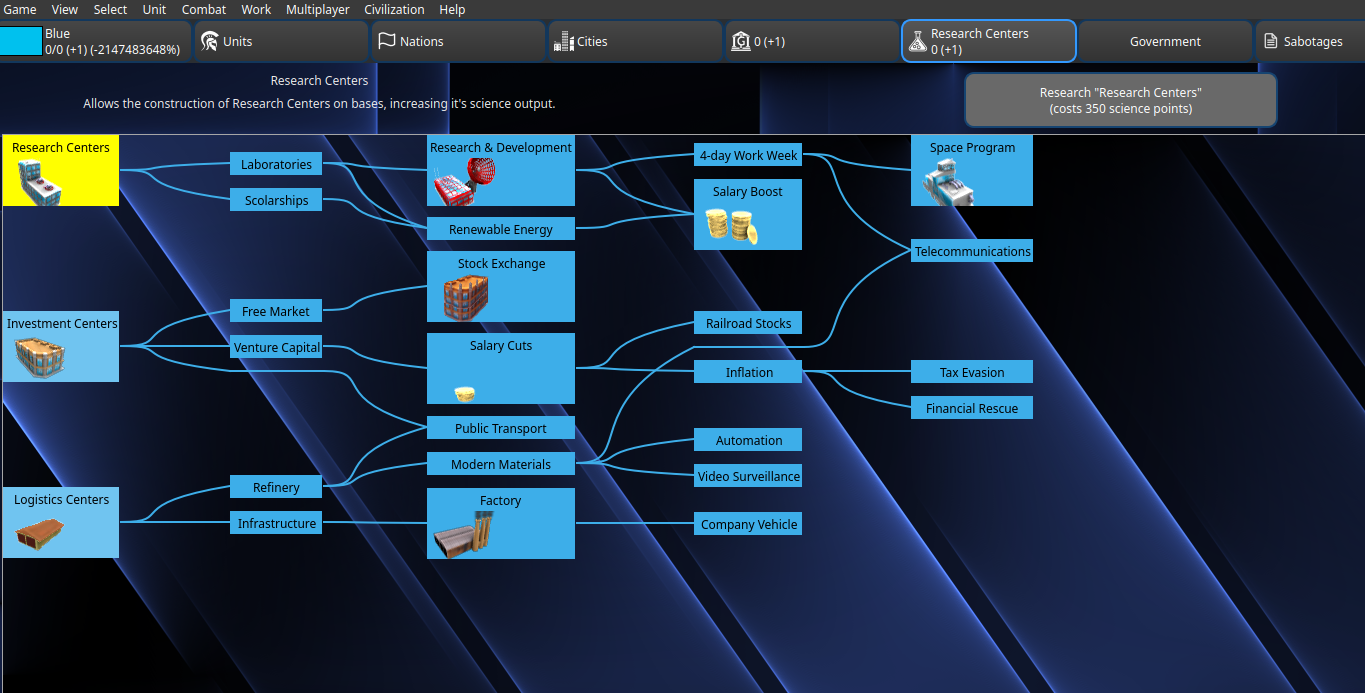 Game View Select Unit Combat Work Multiplayer Civilization Help
Blue
0/0 (+1) (-2147483648%)
Units
Nations
Cities
0 (+1)
Research Centers
0 (+1)
Government
Sabotages
Research Centers
Allows the construction of Research Centers on bases, increasing it's science output.
Research "Research Centers"
(costs 350 science points)
Research Centers
Investment Centers
Logistics Centers
Laboratories
Scolarships
Free Market
Venture Capital
Refinery
Infrastructure
Research & Development
Renewable Energy
Stock Exchange
Salary Cuts
Public Transport
Modern Materials
Factory
4-day Work Week
Salary Boost
Railroad Stocks
Inflation
Automation
Video Surveillance
Company Vehicle
Space Program
Telecommunications
Tax Evasion
Financial Rescue